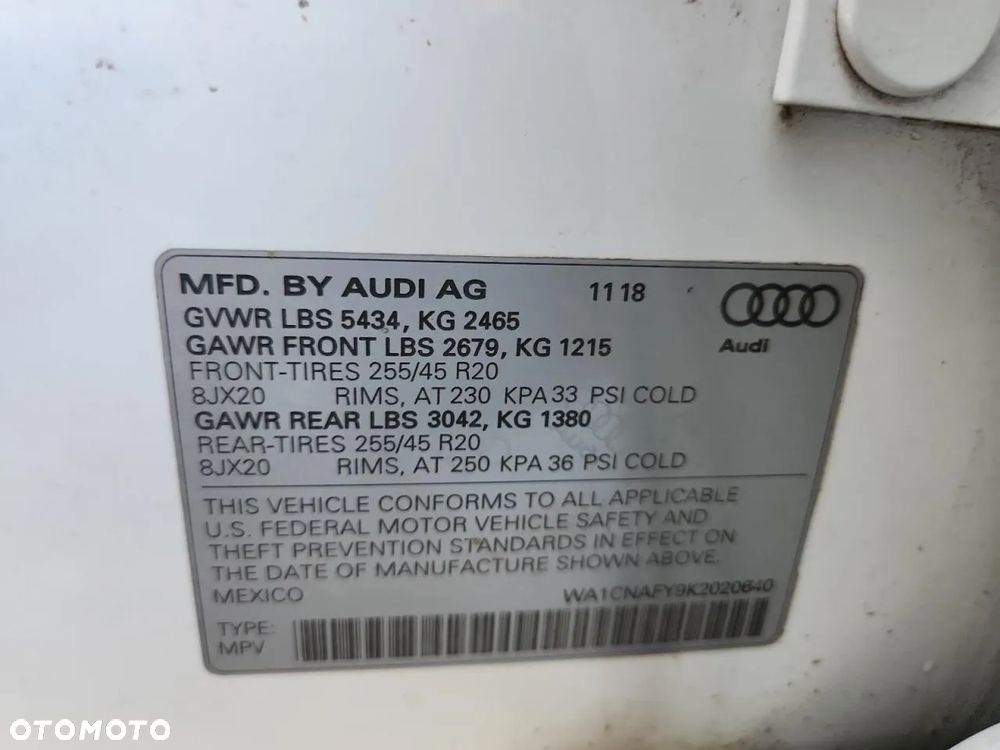 MFD. BY AUDI AG 11 18
GVWR LBS 5434, KG 2465
Audi
GAWR FRONT LBS 2679, KG 1215
FRONT-TIRES 255/45 R20
8JX20 RIMS, AT 230 KPA 33 PSI COLD
GAWR REAR LBS 3042, KG 1380
REAR-TIRES 255/45 R20
8JX20 RIMS, AT 250 KPA 36 PSI COLD
THIS VEHICLE CONFORMS TO ALL APPLICABLE
U.S. FEDERAL MOTOR VEHICLE SAFETY AND
THEFT PREVENTION STANDARDS IN EFFECT ON
THE DATE OF MANUFACTURE SHOWN ABOVE.
MEXICO WA1CNAFY9K2020640
TYPE:
MPV
OTOMOTO